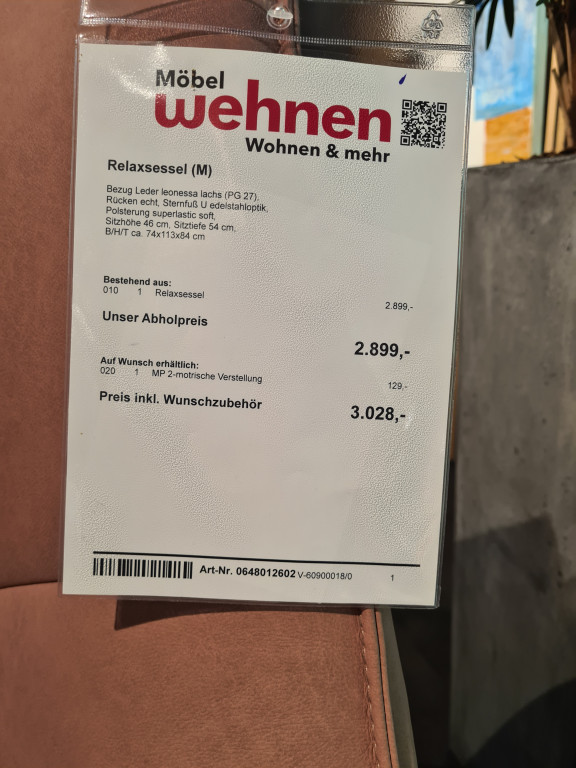 Möbel
wehnen
Wohnen & mehr
Relaxsessel (M)
Bezug Leder leonessa lachs (PG 27),
Rücken echt, Sternfuß U edelstahloptik,
Polsterung superlastic soft,
Sitzhöhe 46 cm, Sitztiefe 54 cm,
B/H/T ca. 74x113x84 cm
Bestehend aus:
010 1 Relaxsessel 2.899,-
Unser Abholpreis 2.899,-
Auf Wunsch erhältlich:
020 1 MP 2-motrische Verstellung 129,-
Preis inkl. Wunschzubehör 3.028,-
Art-Nr. 0648012602 V-60900018/0 1